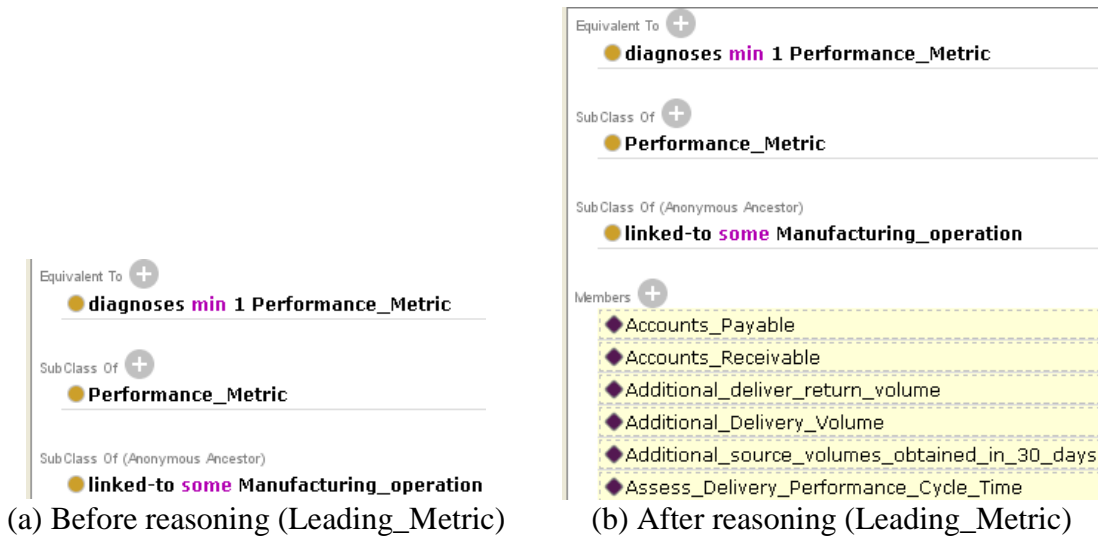 Equivalent To
diagnoses min 1 Performance_Metric
SubClass Of
Performance_Metric
SubClass Of (Anonymous Ancestor)
linked-to some Manufacturing_operation
(a) Before reasoning (Leading_Metric)
Equivalent To
diagnoses min 1 Performance_Metric
SubClass Of
Performance_Metric
SubClass Of (Anonymous Ancestor)
linked-to some Manufacturing_operation
Members
Accounts_Payable
Accounts_Receivable
Additional_deliver_return_volume
Additional_Delivery_Volume
Additional_source_volumes_obtained_in_30_days
Assess_Delivery_Performance_Cycle_Time
(b) After reasoning (Leading_Metric)